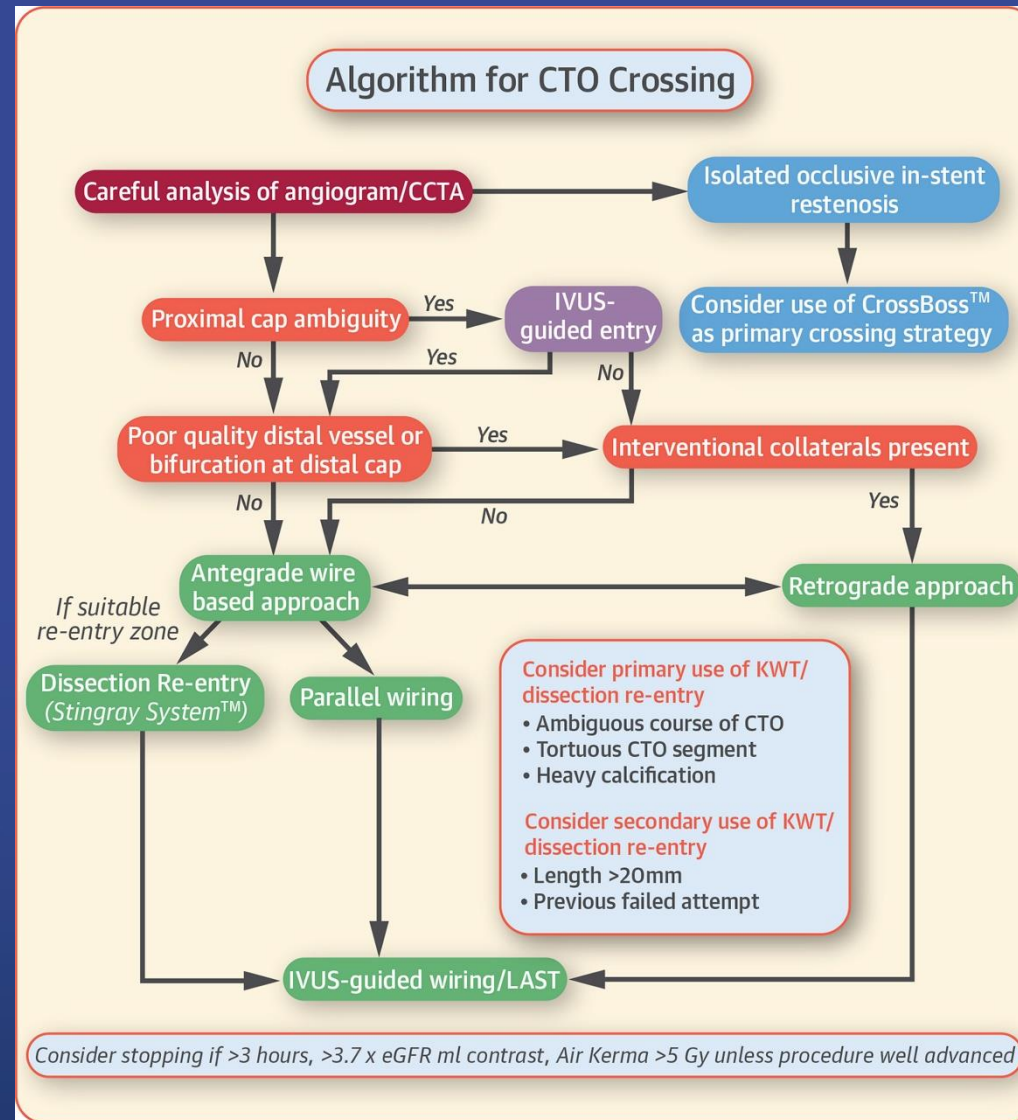 Algorithm for CTO Crossing
Careful analysis of angiogram/CCTA
Isolated occlusive in-stent
restenosis
Proximal cap ambiguity
Yes
IVUS-
guided entry
Consider use of CrossBoss™
as primary crossing strategy
No
Yes
No
Poor quality distal vessel or
bifurcation at distal cap
Yes
Interventional collaterals present
No
No
Yes
Antegrade wire
based approach
Retrograde approach
If suitable
re-entry zone
Dissection Re-entry
(Stingray System™)
Parallel wiring
Consider primary use of KWT/
dissection re-entry
• Ambiguous course of CTO
• Tortuous CTO segment
• Heavy calcification
Consider secondary use of KWT/
dissection re-entry
• Length >20mm
• Previous failed attempt
IVUS-guided wiring/LAST
Consider stopping if >3 hours, >3.7 x eGFR ml contrast, Air Kerma >5 Gy unless procedure well advanced